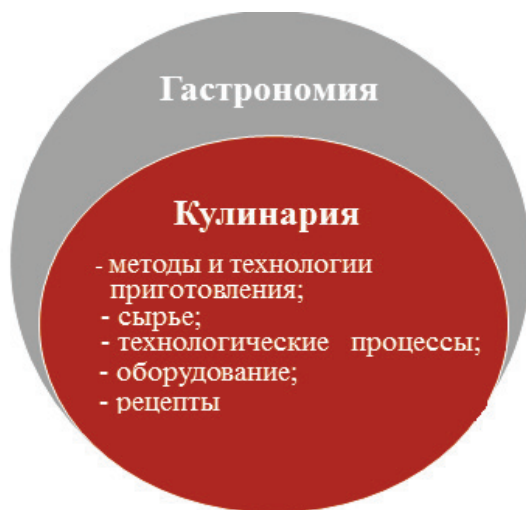 Гастрономия
Кулинария
- методы и технологии
приготовления;
- сырье;
- технологические процессы;
- оборудование;
- рецепты